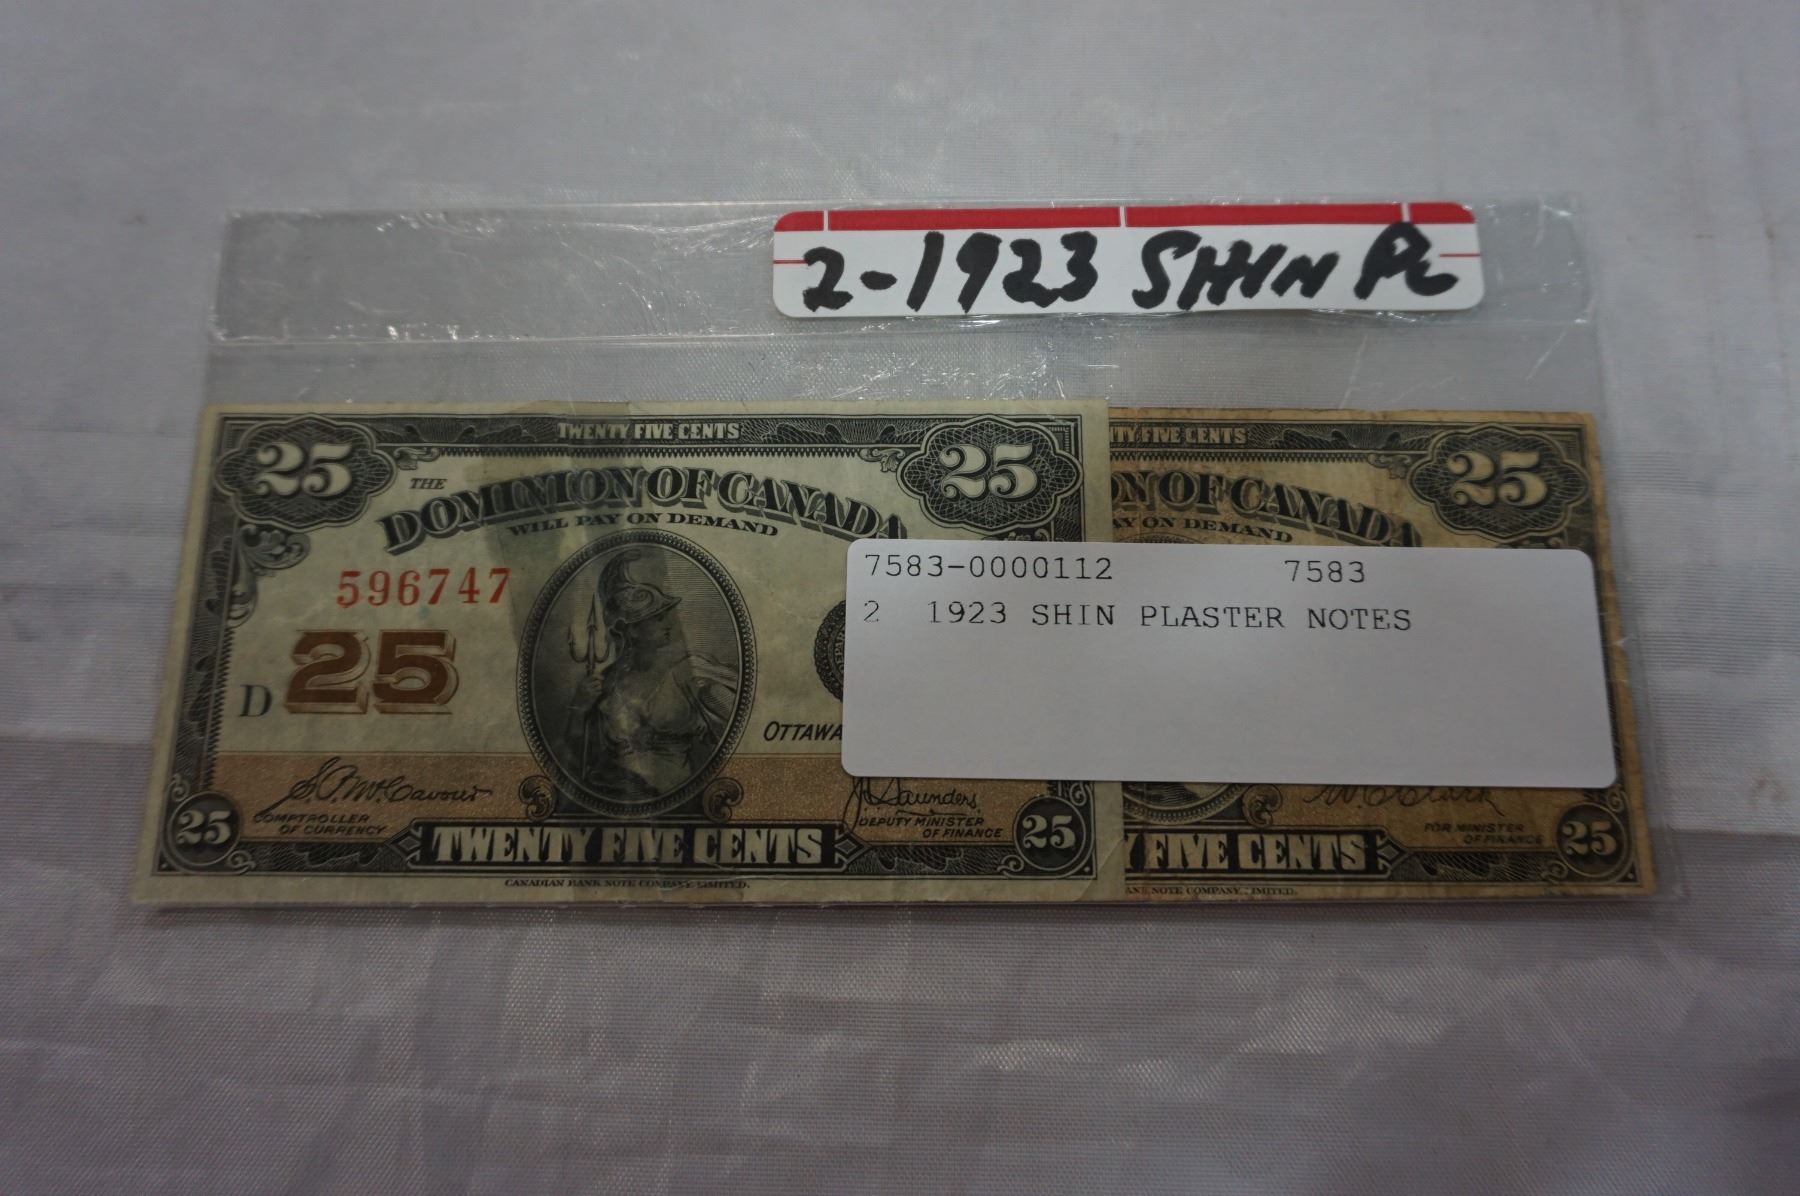 2-1923 SHIN PL
TWENTY FIVE CENTS
25 25
THE
DOMINION OF CANADA
WILL PAY ON DEMAND
596747
D 25
OTTAWA
S.P. McCavour
COMPTROLLER
OF CURRENCY
Saunders
DEPUTY MINISTER
OF FINANCE
25 TWENTY FIVE CENTS 25
CANADIAN BANK NOTE COMPANY, LIMITED.
TY FIVE CENTS
25
ON OF CANADA
AY ON DEMAND
7583-0000112 7583
2 1923 SHIN PLASTER NOTES
FOR MINISTER
OF FINANCE
Y FIVE CENTS 25
NOTE COMPANY, LIMITED.